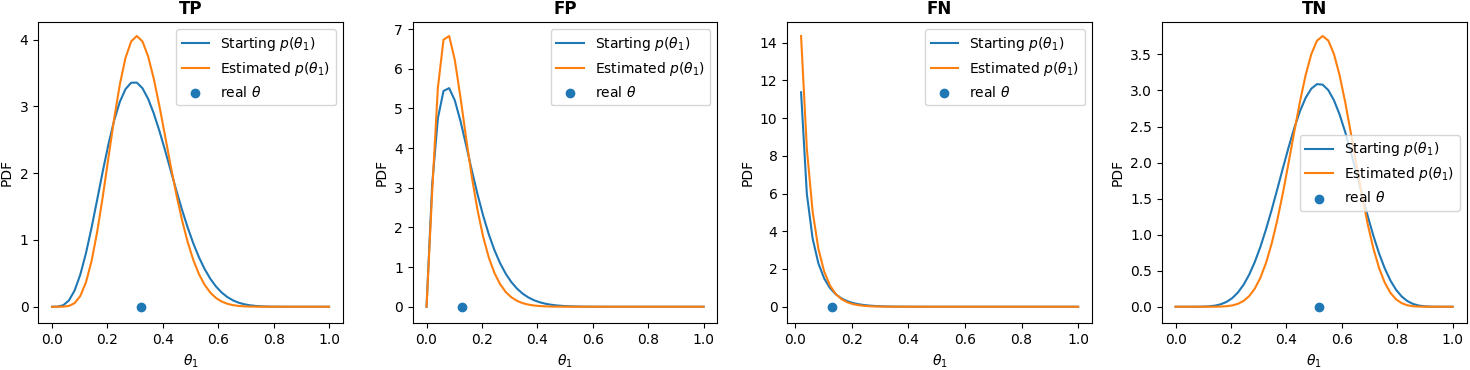 TP
Starting p(θ₁)
Estimated p(θ₁)
real θ
PDF
0
1
2
3
4
0.0
0.2
0.4
0.6
0.8
1.0
θ₁
FP
Starting p(θ₁)
Estimated p(θ₁)
real θ
PDF
0
1
2
3
4
5
6
7
0.0
0.2
0.4
0.6
0.8
1.0
θ₁
FN
Starting p(θ₁)
Estimated p(θ₁)
real θ
PDF
0
2
4
6
8
10
12
14
0.0
0.2
0.4
0.6
0.8
1.0
θ₁
TN
Starting p(θ₁)
Estimated p(θ₁)
real θ
PDF
0.0
0.5
1.0
1.5
2.0
2.5
3.0
3.5
0.0
0.2
0.4
0.6
0.8
1.0
θ₁